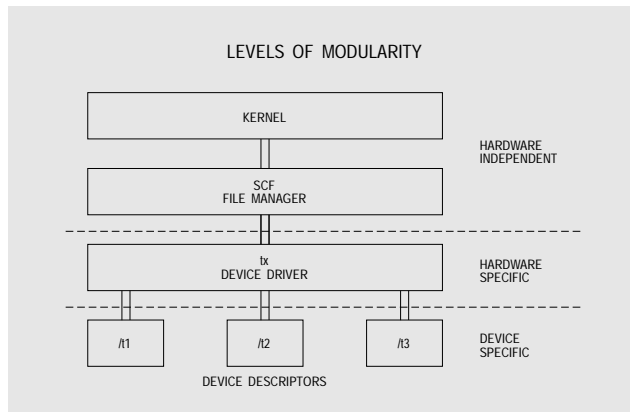 LEVELS OF MODULARITY
KERNEL
HARDWARE
INDEPENDENT
SCF
FILE MANAGER
tx
DEVICE DRIVER
HARDWARE
SPECIFIC
/t1
/t2
/t3
DEVICE
SPECIFIC
DEVICE DESCRIPTORS